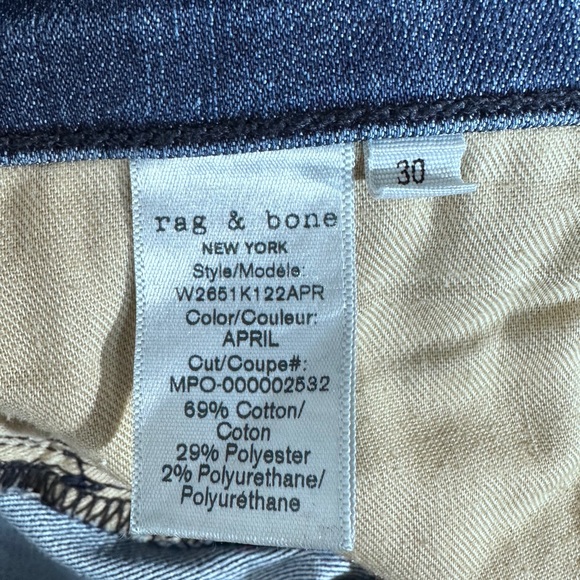 30
rag & bone
NEW YORK
Style/Modèle:
W2651K122APR
Color/Couleur:
APRIL
Cut/Coupe#:
MPO-000002532
69% Cotton/
Coton
29% Polyester
2% Polyurethane/
Polyuréthane